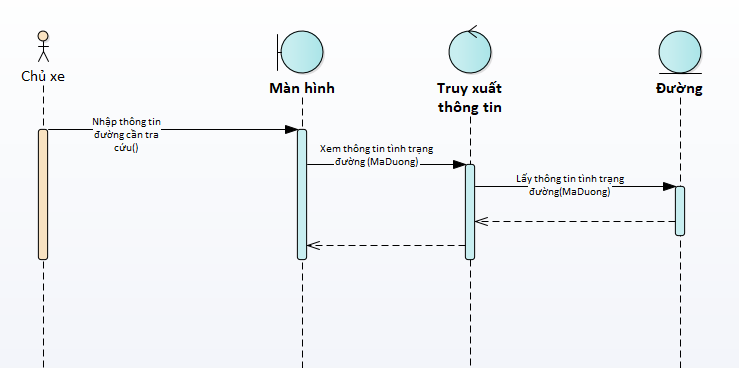 Chủ xe
Màn hình
Truy xuất
thông tin
Đường
Nhập thông tin
đường cần tra
cứu()
Xem thông tin tình trạng
đường (MaDuong)
Lấy thông tin tình trạng
đường(MaDuong)